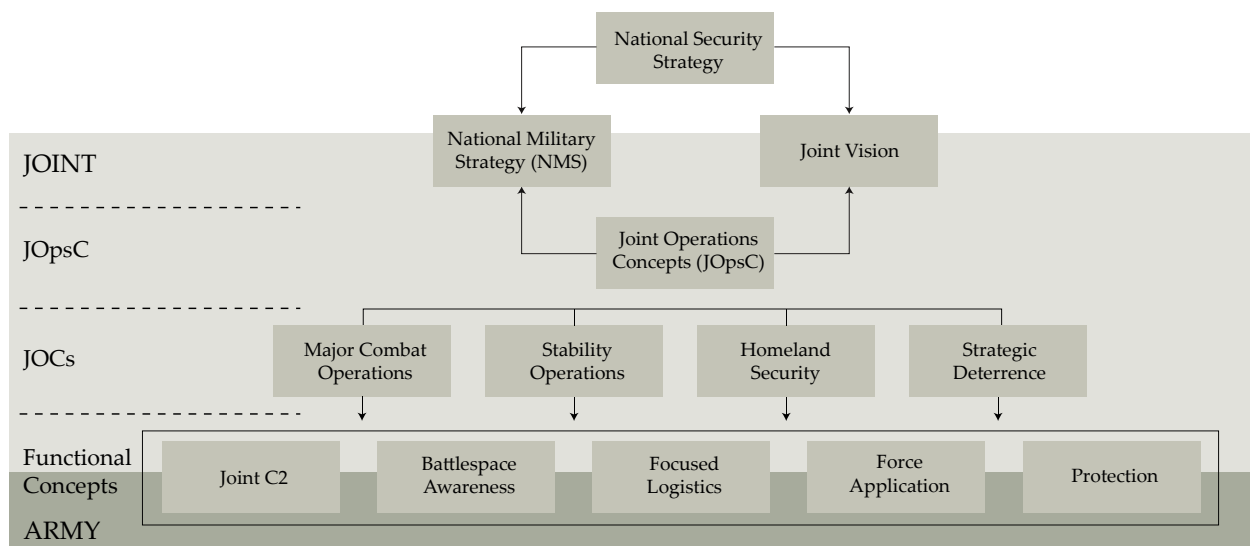 National Security
Strategy
JOINT
National Military
Strategy (NMS)
Joint Vision
JOpsC
Joint Operations
Concepts (JOpsC)
JOCs
Major Combat
Operations
Stability
Operations
Homeland
Security
Strategic
Deterrence
Functional
Concepts
Joint C2
Battlespace
Awareness
Focused
Logistics
Force
Application
Protection
ARMY